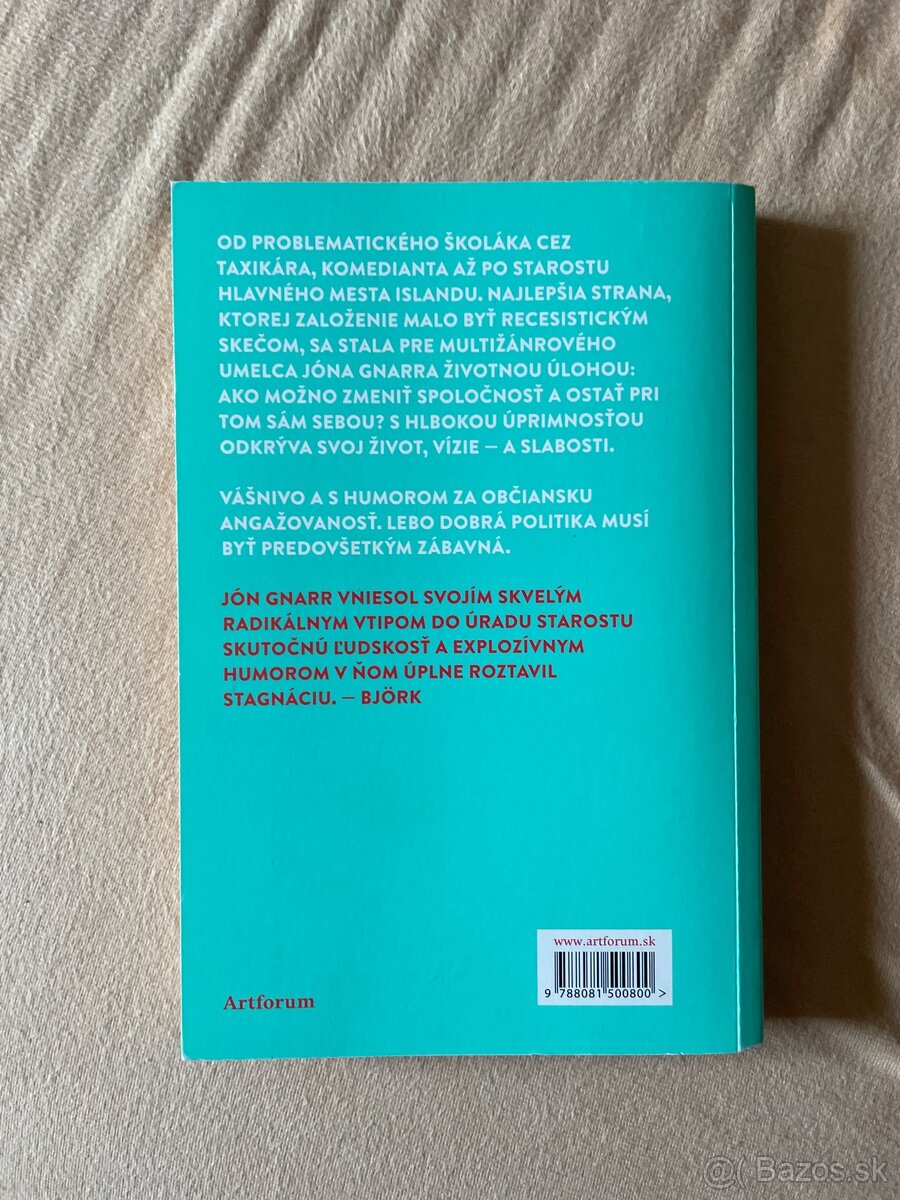 OD PROBLEMATICKÉHO ŠKOLÁKA CEZ
TAXIKÁRA, KOMEDIANTA AŽ PO STAROSTU
HLAVNÉHO MESTA ISLANDU. NAJLEPŠIA STRANA,
KTOREJ ZALOŽENIE MALO BYŤ RECESISTICKÝM
SKEČOM, SA STALA PRE MULTIŽÁNROVÉHO
UMELCA JÓNA GNARRA ŽIVOTNOU ÚLOHOU:
AKO MOŽNO ZMENIŤ SPOLOČNOSŤ A OSTAŤ PRI
TOM SÁM SEBOU? S HLBOKOU ÚPRIMNOSŤOU
ODKRÝVA SVOJ ŽIVOT, VÍZIE — A SLABOSTI.
VÁŠNIVO A S HUMOROM ZA OBČIANSKU
ANGAŽOVANOSŤ. LEBO DOBRÁ POLITIKA MUSÍ
BYŤ PREDOVŠETKÝM ZÁBAVNÁ.
JÓN GNARR VNIESOL SVOJÍM SKVELÝM
RADIKÁLNYM VTIPOM DO ÚRADU STAROSTU
SKUTOČNÚ ĽUDSKOSŤ A EXPLOZÍVNYM
HUMOROM V ŇOM ÚPLNE ROZTAVIL
STAGNÁCIU. — BJÖRK
www.artforum.sk
9 788081 500800 >
Artforum
@( Bazos.sk